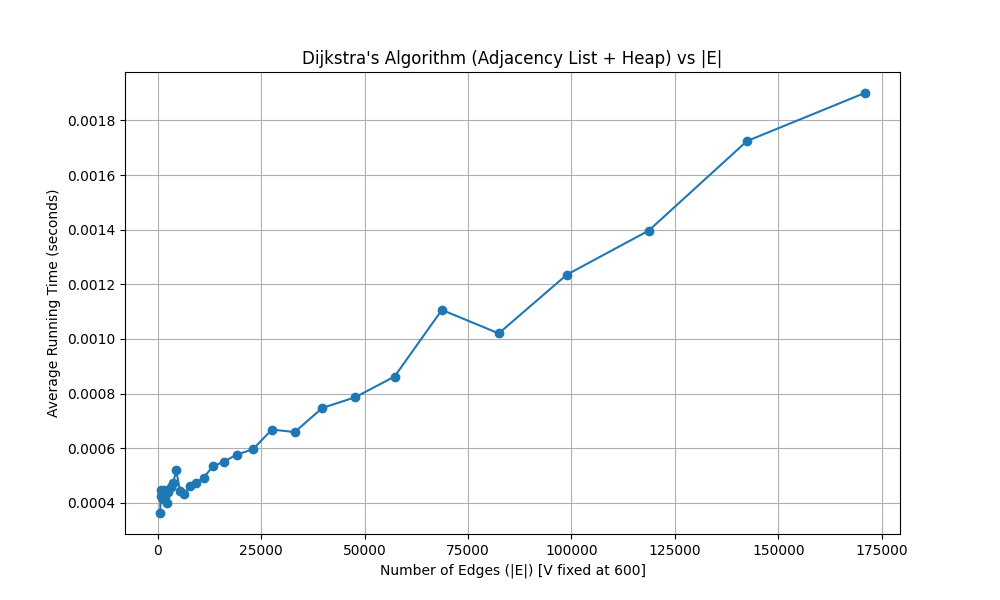 Dijkstra's Algorithm (Adjacency List + Heap) vs |E|
Average Running Time (seconds)
0.0018
0.0016
0.0014
0.0012
0.0010
0.0008
0.0006
0.0004
0 25000 50000 75000 100000 125000 150000 175000
Number of Edges (|E|) [V fixed at 600]